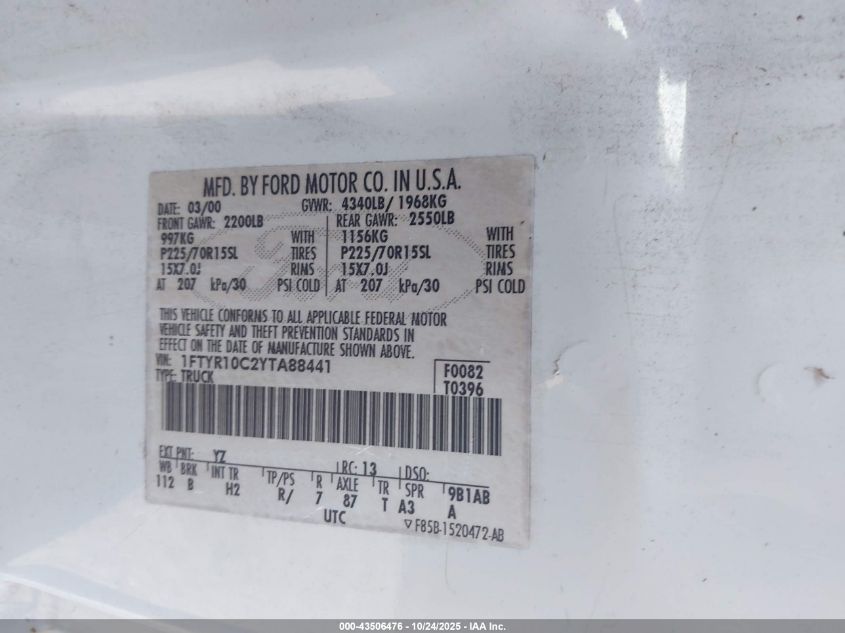 MFD. BY FORD MOTOR CO. IN U.S.A.
DATE: 03/00 GVWR: 4340LB/ 1968KG
FRONT GAWR: 2200LB REAR GAWR: 2550LB
997KG WITH 1156KG WITH
P225/70R15SL TIRES P225/70R15SL TIRES
15X7.0J RIMS 15X7.0J RIMS
AT 207 kPa/30 PSI COLD AT 207 kPa/30 PSI COLD
THIS VEHICLE CONFORMS TO ALL APPLICABLE FEDERAL MOTOR
VEHICLE SAFETY AND THEFT PREVENTION STANDARDS IN
EFFECT ON THE DATE OF MANUFACTURE SHOWN ABOVE.
VIN: 1FTYR10C2YTA88441 F0082
TYPE: TRUCK T0396
EXT PNT: YZ RC: 13 DSO:
WB BRK INT TR TP/PS R AXLE TR SPR 9B1AB
112 B H2 R/ 7 87 T A3 A
UTC ▽ F85B-1520472-AB
000-43506476 - 10/24/2025 - IAA Inc.